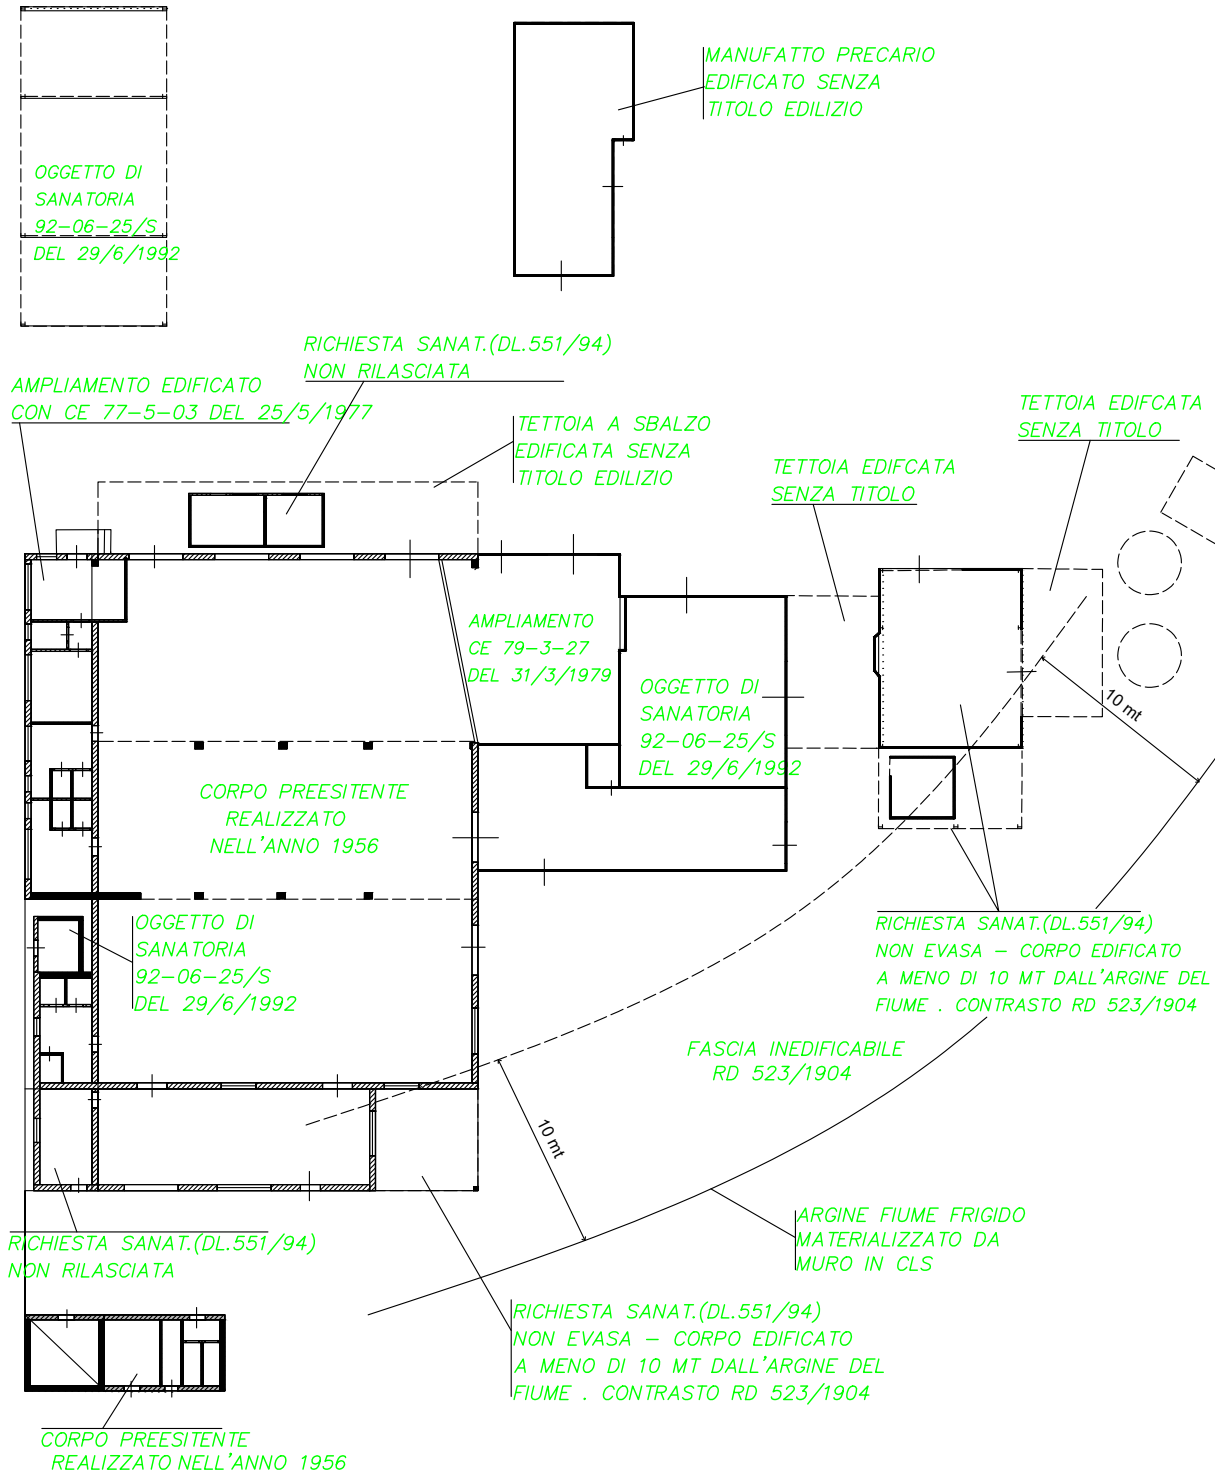 MANUFATTO PRECARIO
EDIFICATO SENZA
TITOLO EDILIZIO
OGGETTO DI
SANATORIA
92-06-25/S
DEL 29/6/1992
RICHIESTA SANAT.(DL.551/94)
NON RILASCIATA
AMPLIAMENTO EDIFICATO
CON CE 77-5-03 DEL 25/5/1977
TETTOIA A SBALZO
EDIFICATA SENZA
TITOLO EDILIZIO
TETTOIA EDIFCATA
SENZA TITOLO
TETTOIA EDIFCATA
SENZA TITOLO
AMPLIAMENTO
CE 79-3-27
DEL 31/3/1979
OGGETTO DI
SANATORIA
92-06-25/S
DEL 29/6/1992
10 mt
CORPO PREESITENTE
REALIZZATO
NELL'ANNO 1956
OGGETTO DI
SANATORIA
92-06-25/S
DEL 29/6/1992
RICHIESTA SANAT.(DL.551/94)
NON EVASA - CORPO EDIFICATO
A MENO DI 10 MT DALL'ARGINE DEL
FIUME . CONTRASTO RD 523/1904
FASCIA INEDIFICABILE
RD 523/1904
10 mt
ARGINE FIUME FRIGIDO
MATERIALIZZATO DA
MURO IN CLS
RICHIESTA SANAT.(DL.551/94)
NON RILASCIATA
RICHIESTA SANAT.(DL.551/94)
NON EVASA - CORPO EDIFICATO
A MENO DI 10 MT DALL'ARGINE DEL
FIUME . CONTRASTO RD 523/1904
CORPO PREESITENTE
REALIZZATO NELL'ANNO 1956